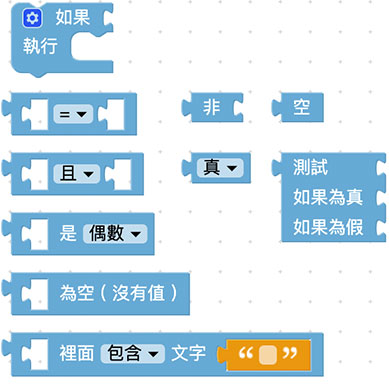 如果
執行
= ▾
非
空
且 ▾
真 ▾
測試
如果為真
如果為假
是 偶數 ▾
為空（沒有值）
裡面 包含 ▾ 文字 “ ”